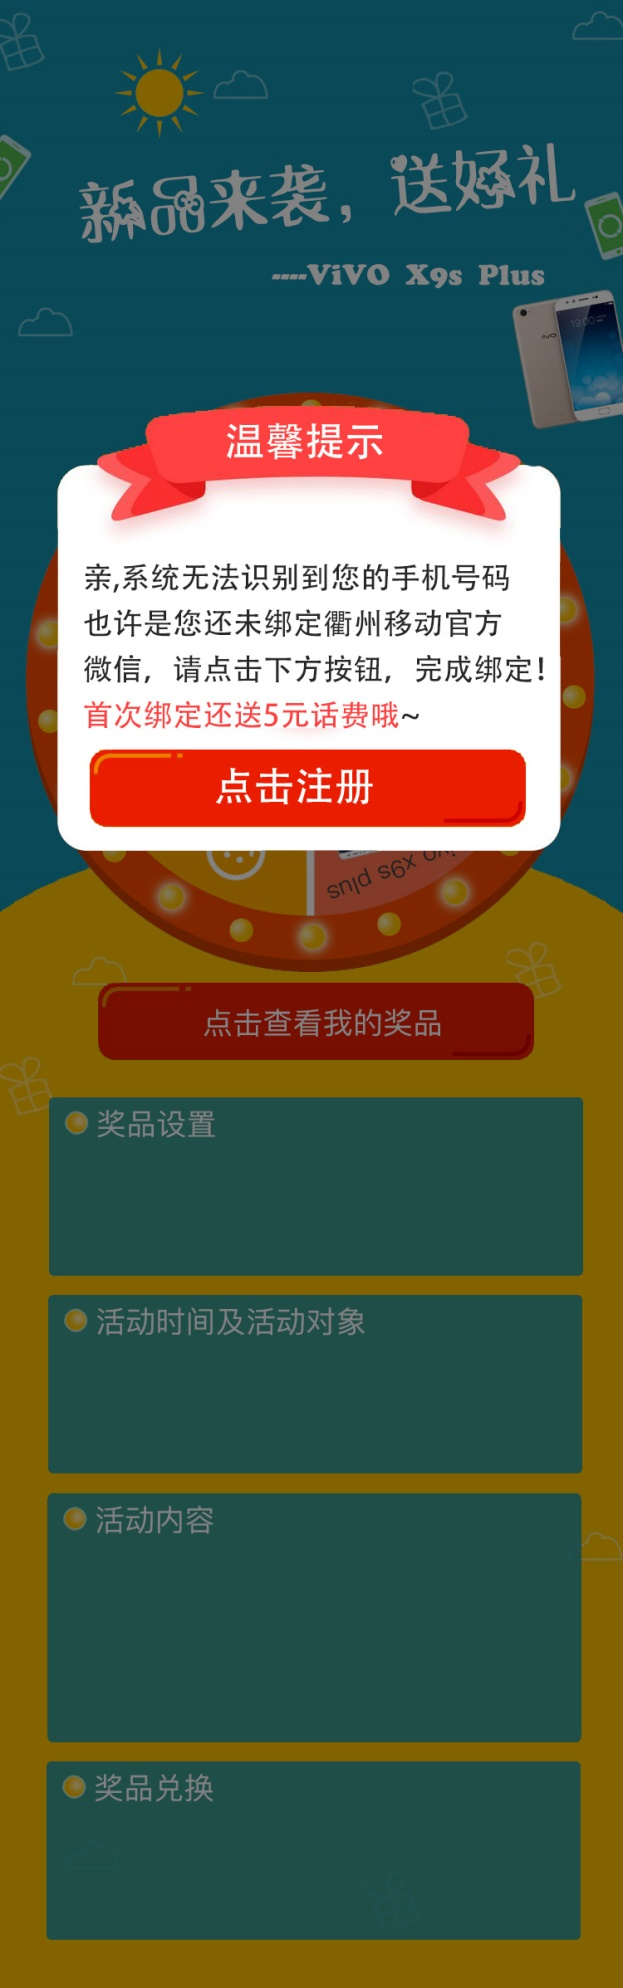 新品来袭，送好礼
----ViVO X9s Plus
19:00
温馨提示
亲,系统无法识别到您的手机号码
也许是您还未绑定衢州移动官方
微信，请点击下方按钮，完成绑定！
首次绑定还送5元话费哦~
点击注册
x9s plus
点击查看我的奖品
奖品设置
活动时间及活动对象
活动内容
奖品兑换